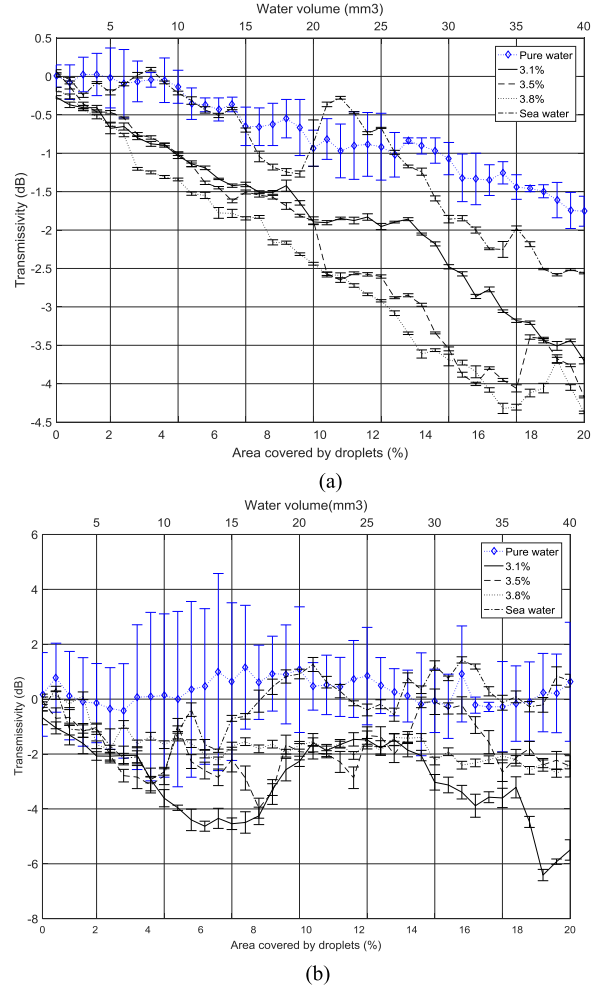 Water volume (mm3)
5 10 15 20 25 30 35 40
0.5
0
-0.5
-1
-1.5
-2
-2.5
-3
-3.5
-4
-4.5
Transmissivity (dB)
Pure water
3.1%
3.5%
3.8%
Sea water
0 2 4 6 8 10 12 14 16 18 20
Area covered by droplets (%)
(a)
Water volume(mm3)
5 10 15 20 25 30 35 40
6
4
2
0
-2
-4
-6
-8
Transmissivity (dB)
Pure water
3.1%
3.5%
3.8%
Sea water
0 2 4 6 8 10 12 14 16 18 20
Area covered by droplets (%)
(b)